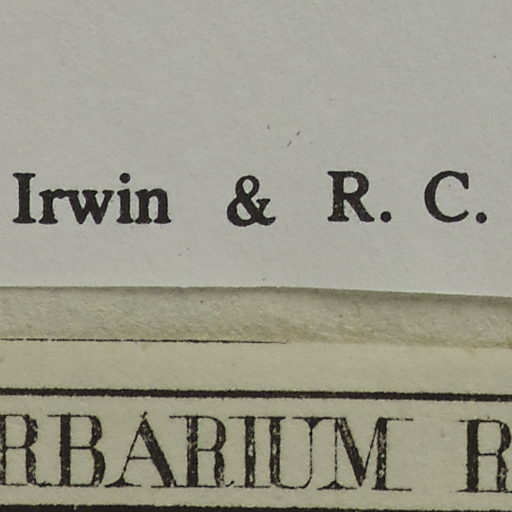 Irwin & R. C.
RBARIUM R